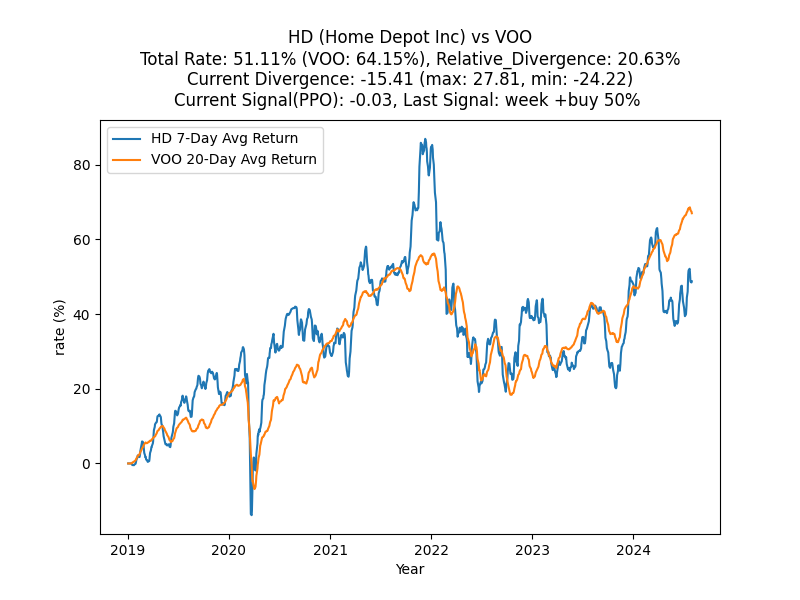 HD (Home Depot Inc) vs VOO
Total Rate: 51.11% (VOO: 64.15%), Relative_Divergence: 20.63%
Current Divergence: -15.41 (max: 27.81, min: -24.22)
Current Signal(PPO): -0.03, Last Signal: week +buy 50%
HD 7-Day Avg Return
VOO 20-Day Avg Return
rate (%)
80
60
40
20
0
2019
2020
2021
2022
2023
2024
Year